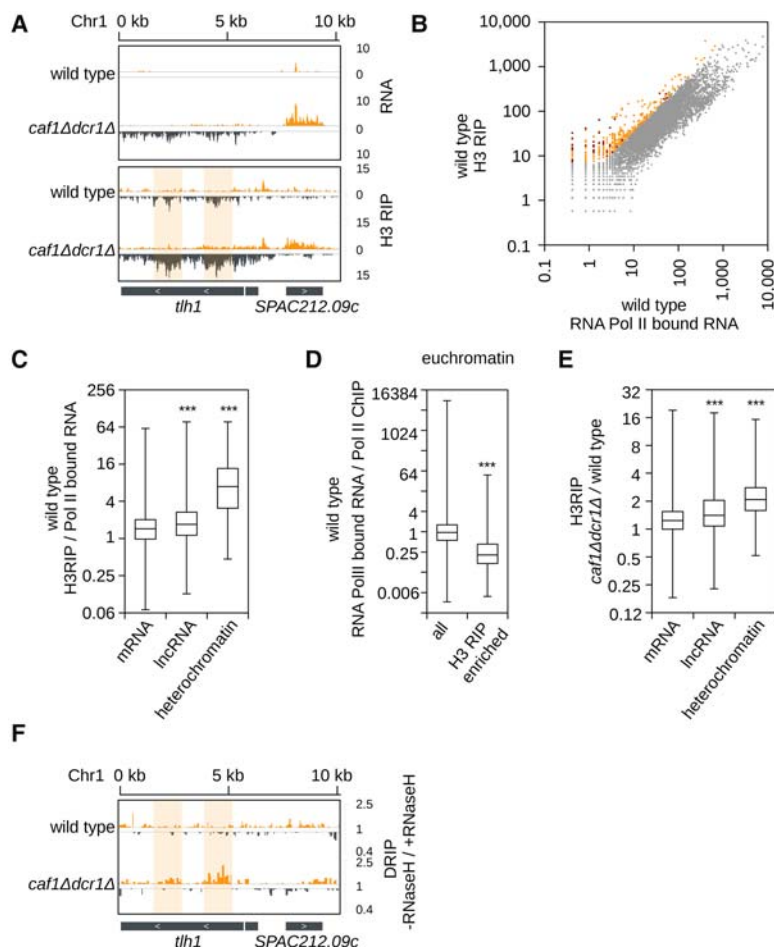 A
Chr1 0 kb 5 kb 10 kb
wild type
caf1Δdcr1Δ
10
0
10
0
10
RNA
wild type
caf1Δdcr1Δ
15
0
15
0
15
H3 RIP
< < >
tlh1 SPAC212.09c
B
wild type
H3 RIP
10,000
1,000
100
10
1
0.1
0.1 1 10 100 1,000 10,000
wild type
RNA Pol II bound RNA
C
wild type
H3RIP / Pol II bound RNA
256
64
16
4
1
0.25
0.06
*** ***
mRNA
lncRNA
heterochromatin
D
euchromatin
wild type
RNA PolII bound RNA / Pol II ChIP
16384
1024
64
4
1
0.25
0.006
***
all
H3 RIP
enriched
E
H3RIP
caf1Δdcr1Δ / wild type
32
16
8
4
2
1
0.5
0.25
0.12
*** ***
mRNA
lncRNA
heterochromatin
F
Chr1 0 kb 5 kb 10 kb
wild type
caf1Δdcr1Δ
2.5
1
0.4
2.5
1
0.4
DRIP
-RNaseH / +RNaseH
< < >
tlh1 SPAC212.09c